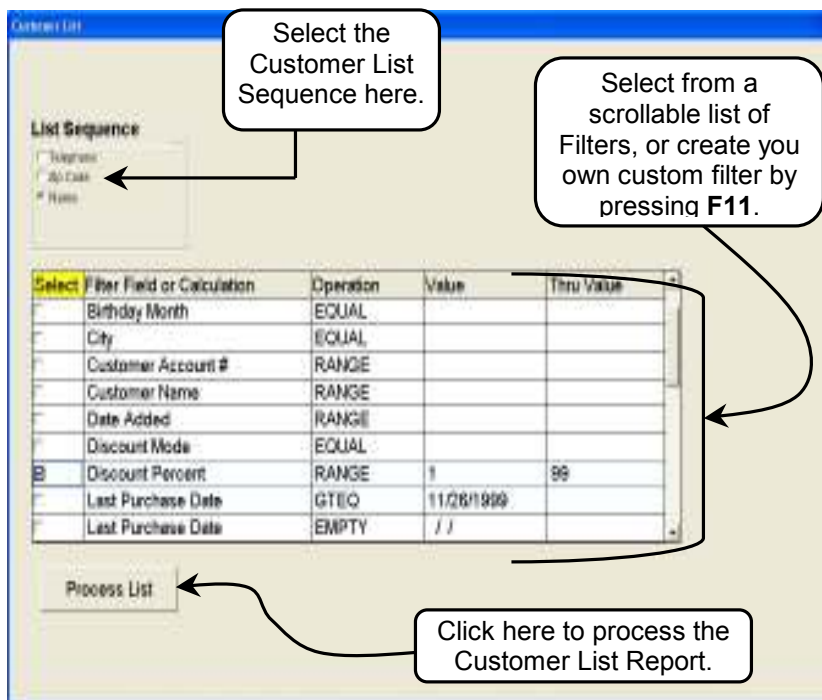 Customer List
Select the
Customer List
Sequence here.
Select from a
scrollable list of
Filters, or create you
own custom filter by
pressing F11.
List Sequence
Telephone
Zip Code
Name
Select Filter Field or Calculation Operation Value Thru Value
Birthday Month EQUAL
City EQUAL
Customer Account # RANGE
Customer Name RANGE
Date Added RANGE
Discount Mode EQUAL
Discount Percent RANGE 1 99
Last Purchase Date GTEQ 11/26/1999
Last Purchase Date EMPTY / /
Process List
Click here to process the
Customer List Report.